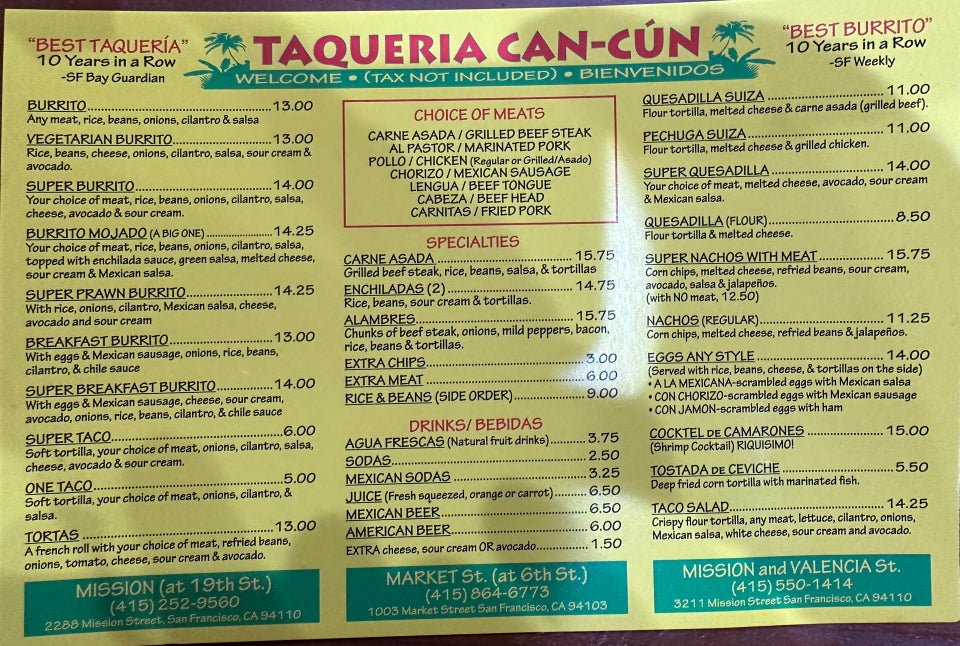 "BEST TAQUERÍA"
10 Years in a Row
-SF Bay Guardian
TAQUERIA CAN-CÚN
WELCOME • (TAX NOT INCLUDED) • BIENVENIDOS
"BEST BURRITO"
10 Years in a Row
-SF Weekly
BURRITO 13.00
Any meat, rice, beans, onions, cilantro & salsa
VEGETARIAN BURRITO 13.00
Rice, beans, cheese, onions, cilantro, salsa, sour cream &
avocado.
SUPER BURRITO 14.00
Your choice of meat, rice, beans, onions, cilantro, salsa,
cheese, avocado & sour cream.
BURRITO MOJADO (A BIG ONE) 14.25
Your choice of meat, rice, beans, onions, cilantro, salsa,
topped with enchilada sauce, green salsa, melted cheese,
sour cream & Mexican salsa.
SUPER PRAWN BURRITO 14.25
With rice, onions, cilantro, Mexican salsa, cheese,
avocado and sour cream
BREAKFAST BURRITO 13.00
With eggs & Mexican sausage, onions, rice, beans,
cilantro, & chile sauce
SUPER BREAKFAST BURRITO 14.00
With eggs & Mexican sausage, cheese, sour cream,
avocado, onions, rice, beans, cilantro, & chile sauce
SUPER TACO 6.00
Soft tortilla, your choice of meat, onions, cilantro, salsa,
cheese, avocado & sour cream.
ONE TACO 5.00
Soft tortilla, your choice of meat, onions, cilantro, &
salsa.
TORTAS 13.00
A french roll with your choice of meat, refried beans,
onions, tomato, cheese, sour cream & avocado.
MISSION (at 19th St.)
(415) 252-9560
2288 Mission Street, San Francisco, CA 94110
CHOICE OF MEATS
CARNE ASADA / GRILLED BEEF STEAK
AL PASTOR / MARINATED PORK
POLLO / CHICKEN (Regular or Grilled/Asado)
CHORIZO / MEXICAN SAUSAGE
LENGUA / BEEF TONGUE
CABEZA / BEEF HEAD
CARNITAS / FRIED PORK
SPECIALTIES
CARNE ASADA 15.75
Grilled beef steak, rice, beans, salsa, & tortillas
ENCHILADAS (2) 14.75
Rice, beans, sour cream & tortillas.
ALAMBRES 15.75
Chunks of beef steak, onions, mild peppers, bacon,
rice, beans & tortillas.
EXTRA CHIPS 3.00
EXTRA MEAT 6.00
RICE & BEANS (SIDE ORDER) 9.00
DRINKS/ BEBIDAS
AGUA FRESCAS (Natural fruit drinks) 3.75
SODAS 2.50
MEXICAN SODAS 3.25
JUICE (Fresh squeezed, orange or carrot) 6.50
MEXICAN BEER 6.50
AMERICAN BEER 6.00
EXTRA cheese, sour cream OR avocado 1.50
MARKET St. (at 6th St.)
(415) 864-6773
1003 Market Street San Francisco, CA 94103
QUESADILLA SUIZA 11.00
Flour tortilla, melted cheese & carne asada (grilled beef).
PECHUGA SUIZA 11.00
Flour tortilla, melted cheese & grilled chicken.
SUPER QUESADILLA 14.00
Your choice of meat, melted cheese, avocado, sour cream
& Mexican salsa.
QUESADILLA (FLOUR) 8.50
Flour tortilla & melted cheese.
SUPER NACHOS WITH MEAT 15.75
Corn chips, melted cheese, refried beans, sour cream,
avocado, salsa & jalapeños.
(with NO meat, 12.50)
NACHOS (REGULAR) 11.25
Corn chips, melted cheese, refried beans & jalapeños.
EGGS ANY STYLE 14.00
(Served with rice, beans, cheese, & tortillas on the side)
• A LA MEXICANA-scrambled eggs with Mexican salsa
• CON CHORIZO-scrambled eggs with Mexican sausage
• CON JAMON-scrambled eggs with ham
COCKTEL DE CAMARONES 15.00
(Shrimp Cocktail) RIQUISIMO!
TOSTADA DE CEVICHE 5.50
Deep fried corn tortilla with marinated fish.
TACO SALAD 14.25
Crispy flour tortilla, any meat, lettuce, cilantro, onions,
Mexican salsa, white cheese, sour cream and avocado.
MISSION and VALENCIA St.
(415) 550-1414
3211 Mission Street San Francisco, CA 94110